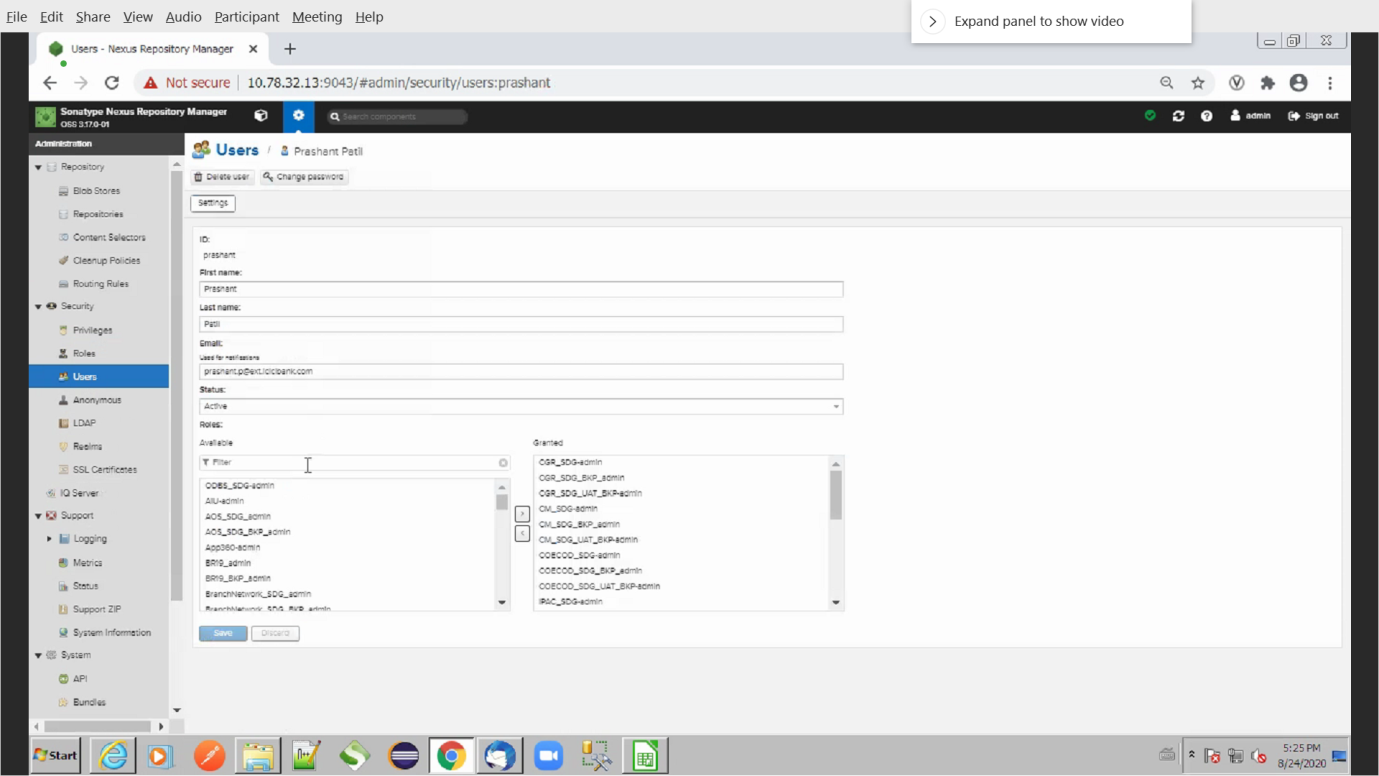 File Edit Share View Audio Participant Meeting Help
Expand panel to show video
Users - Nexus Repository Manager
Not secure 10.78.32.13:9043/#admin/security/users:prashant
Sonatype Nexus Repository Manager
OSS 3.17.0-01
Search components
admin Sign out
Administration
Repository
Blob Stores
Repositories
Content Selectors
Cleanup Policies
Routing Rules
Security
Privileges
Roles
Users
Anonymous
LDAP
Realms
SSL Certificates
IQ Server
Support
Logging
Metrics
Status
Support ZIP
System Information
System
API
Bundles
Users / Prashant Patil
Delete user Change password
Settings
ID:
prashant
First name:
Prashant
Last name:
Patil
Email:
Used for notifications
prashant.p@ext.icicibank.com
Status:
Active
Roles:
Available
Filter
ODBS_SDG-admin
AIU-admin
AOS_SDG_admin
AOS_SDG_BKP_admin
App360-admin
BR19_admin
BR19_BKP_admin
BranchNetwork_SDG_admin
BranchNetwork_SDG_BKP_admin
Granted
CGR_SDG-admin
CGR_SDG_BKP_admin
CGR_SDG_UAT_BKP-admin
CM_SDG-admin
CM_SDG_BKP_admin
CM_SDG_UAT_BKP-admin
COECOD_SDG-admin
COECOD_SDG_BKP_admin
COECOD_SDG_UAT_BKP-admin
IPAC_SDG-admin
Save Discard
Start
5:25 PM
8/24/2020